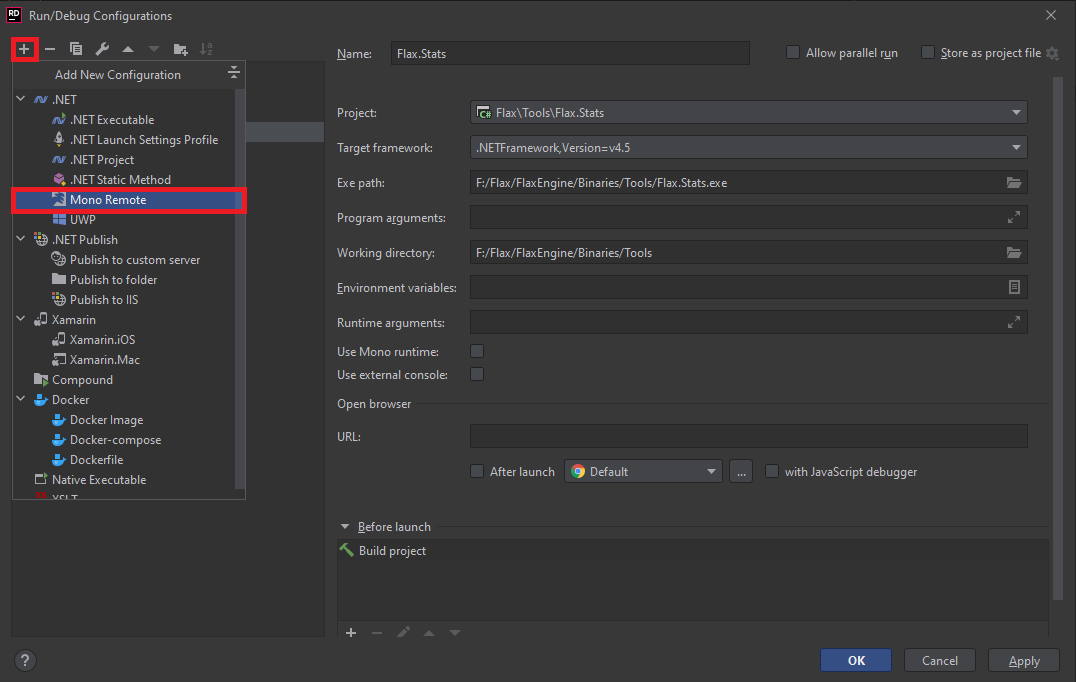 RD
Run/Debug Configurations
Add New Configuration
.NET
.NET Executable
.NET Launch Settings Profile
.NET Project
.NET Static Method
Mono Remote
UWP
.NET Publish
Publish to custom server
Publish to folder
Publish to IIS
Xamarin
Xamarin.iOS
Xamarin.Mac
Compound
Docker
Docker Image
Docker-compose
Dockerfile
Native Executable
XSLT
Name: Flax.Stats Allow parallel run Store as project file
Project: C# Flax\Tools\Flax.Stats
Target framework: .NETFramework,Version=v4.5
Exe path: F:/Flax/FlaxEngine/Binaries/Tools/Flax.Stats.exe
Program arguments:
Working directory: F:/Flax/FlaxEngine/Binaries/Tools
Environment variables:
Runtime arguments:
Use Mono runtime:
Use external console:
Open browser
URL:
After launch Default ... with JavaScript debugger
Before launch
Build project
? OK Cancel Apply